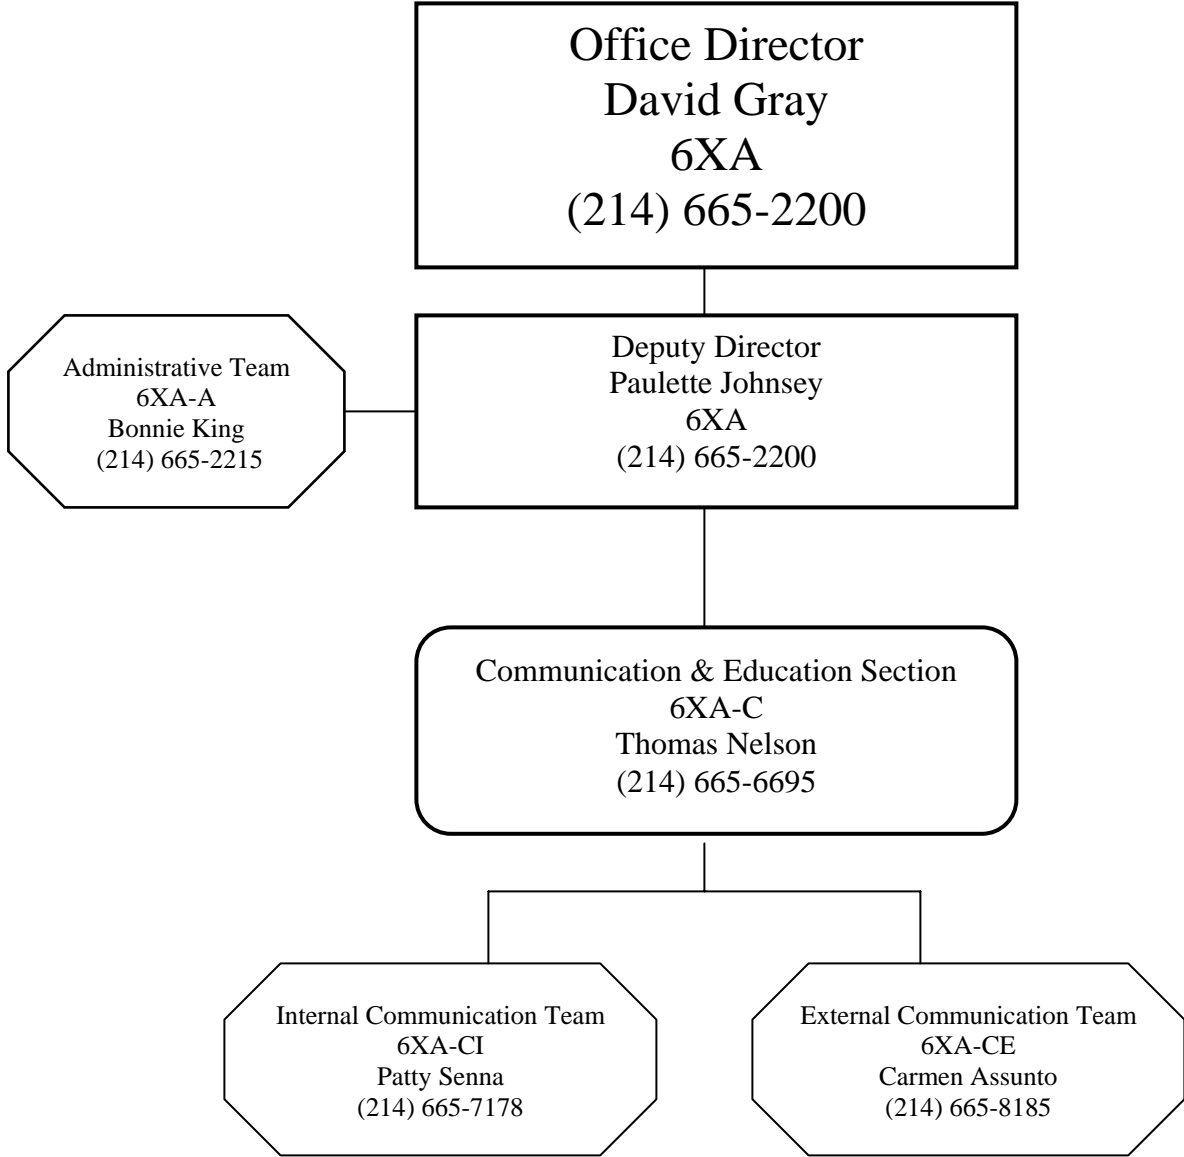 Office Director
David Gray
6XA
(214) 665-2200
Administrative Team
6XA-A
Bonnie King
(214) 665-2215
Deputy Director
Paulette Johnsey
6XA
(214) 665-2200
Communication & Education Section
6XA-C
Thomas Nelson
(214) 665-6695
Internal Communication Team
6XA-CI
Patty Senna
(214) 665-7178
External Communication Team
6XA-CE
Carmen Assunto
(214) 665-8185